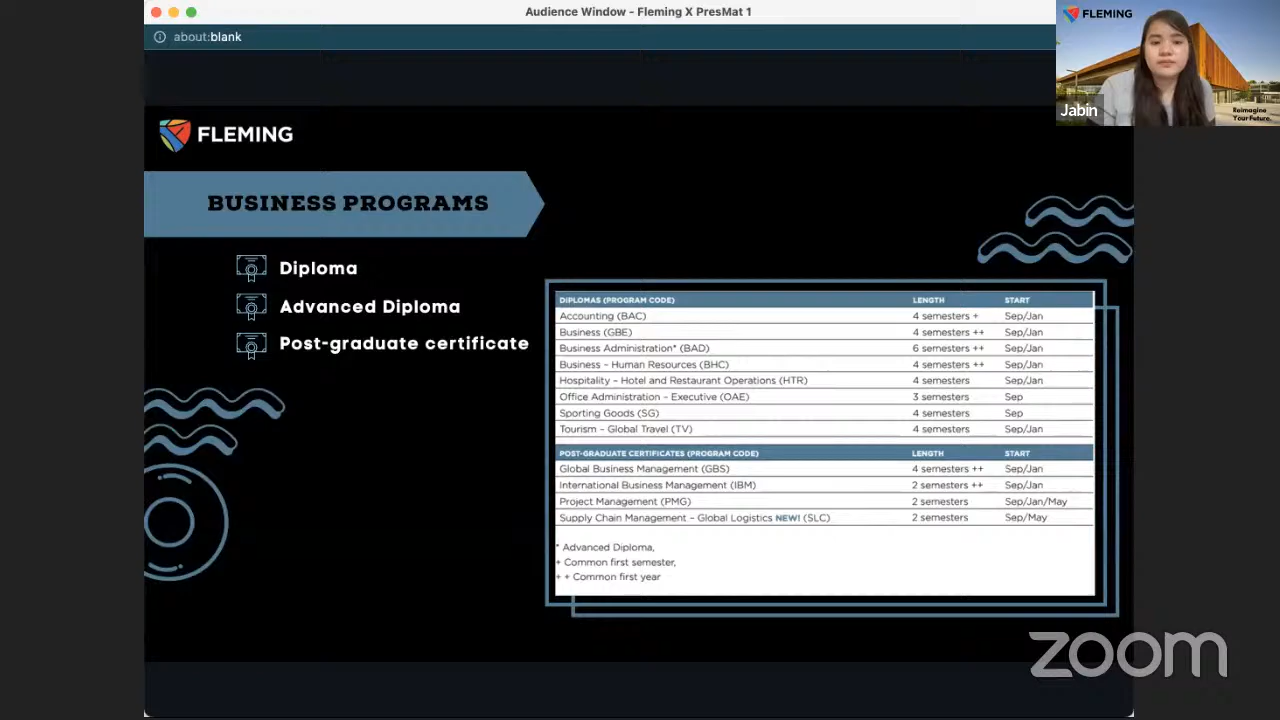 Audience Window - Fleming X PresMat 1
about:blank
FLEMING
Jabin
Reimagine
Your Future.
FLEMING
BUSINESS PROGRAMS
Diploma
Advanced Diploma
Post-graduate certificate
DIPLOMAS (PROGRAM CODE) LENGTH START
Accounting (BAC) 4 semesters + Sep/Jan
Business (GBE) 4 semesters ++ Sep/Jan
Business Administration* (BAD) 6 semesters ++ Sep/Jan
Business – Human Resources (BHC) 4 semesters ++ Sep/Jan
Hospitality – Hotel and Restaurant Operations (HTR) 4 semesters Sep/Jan
Office Administration – Executive (OAE) 3 semesters Sep
Sporting Goods (SG) 4 semesters Sep
Tourism – Global Travel (TV) 4 semesters Sep/Jan
POST-GRADUATE CERTIFICATES (PROGRAM CODE) LENGTH START
Global Business Management (GBS) 4 semesters ++ Sep/Jan
International Business Management (IBM) 2 semesters ++ Sep/Jan
Project Management (PMG) 2 semesters Sep/Jan/May
Supply Chain Management – Global Logistics NEW! (SLC) 2 semesters Sep/May
* Advanced Diploma,
+ Common first semester,
+ + Common first year
zoom